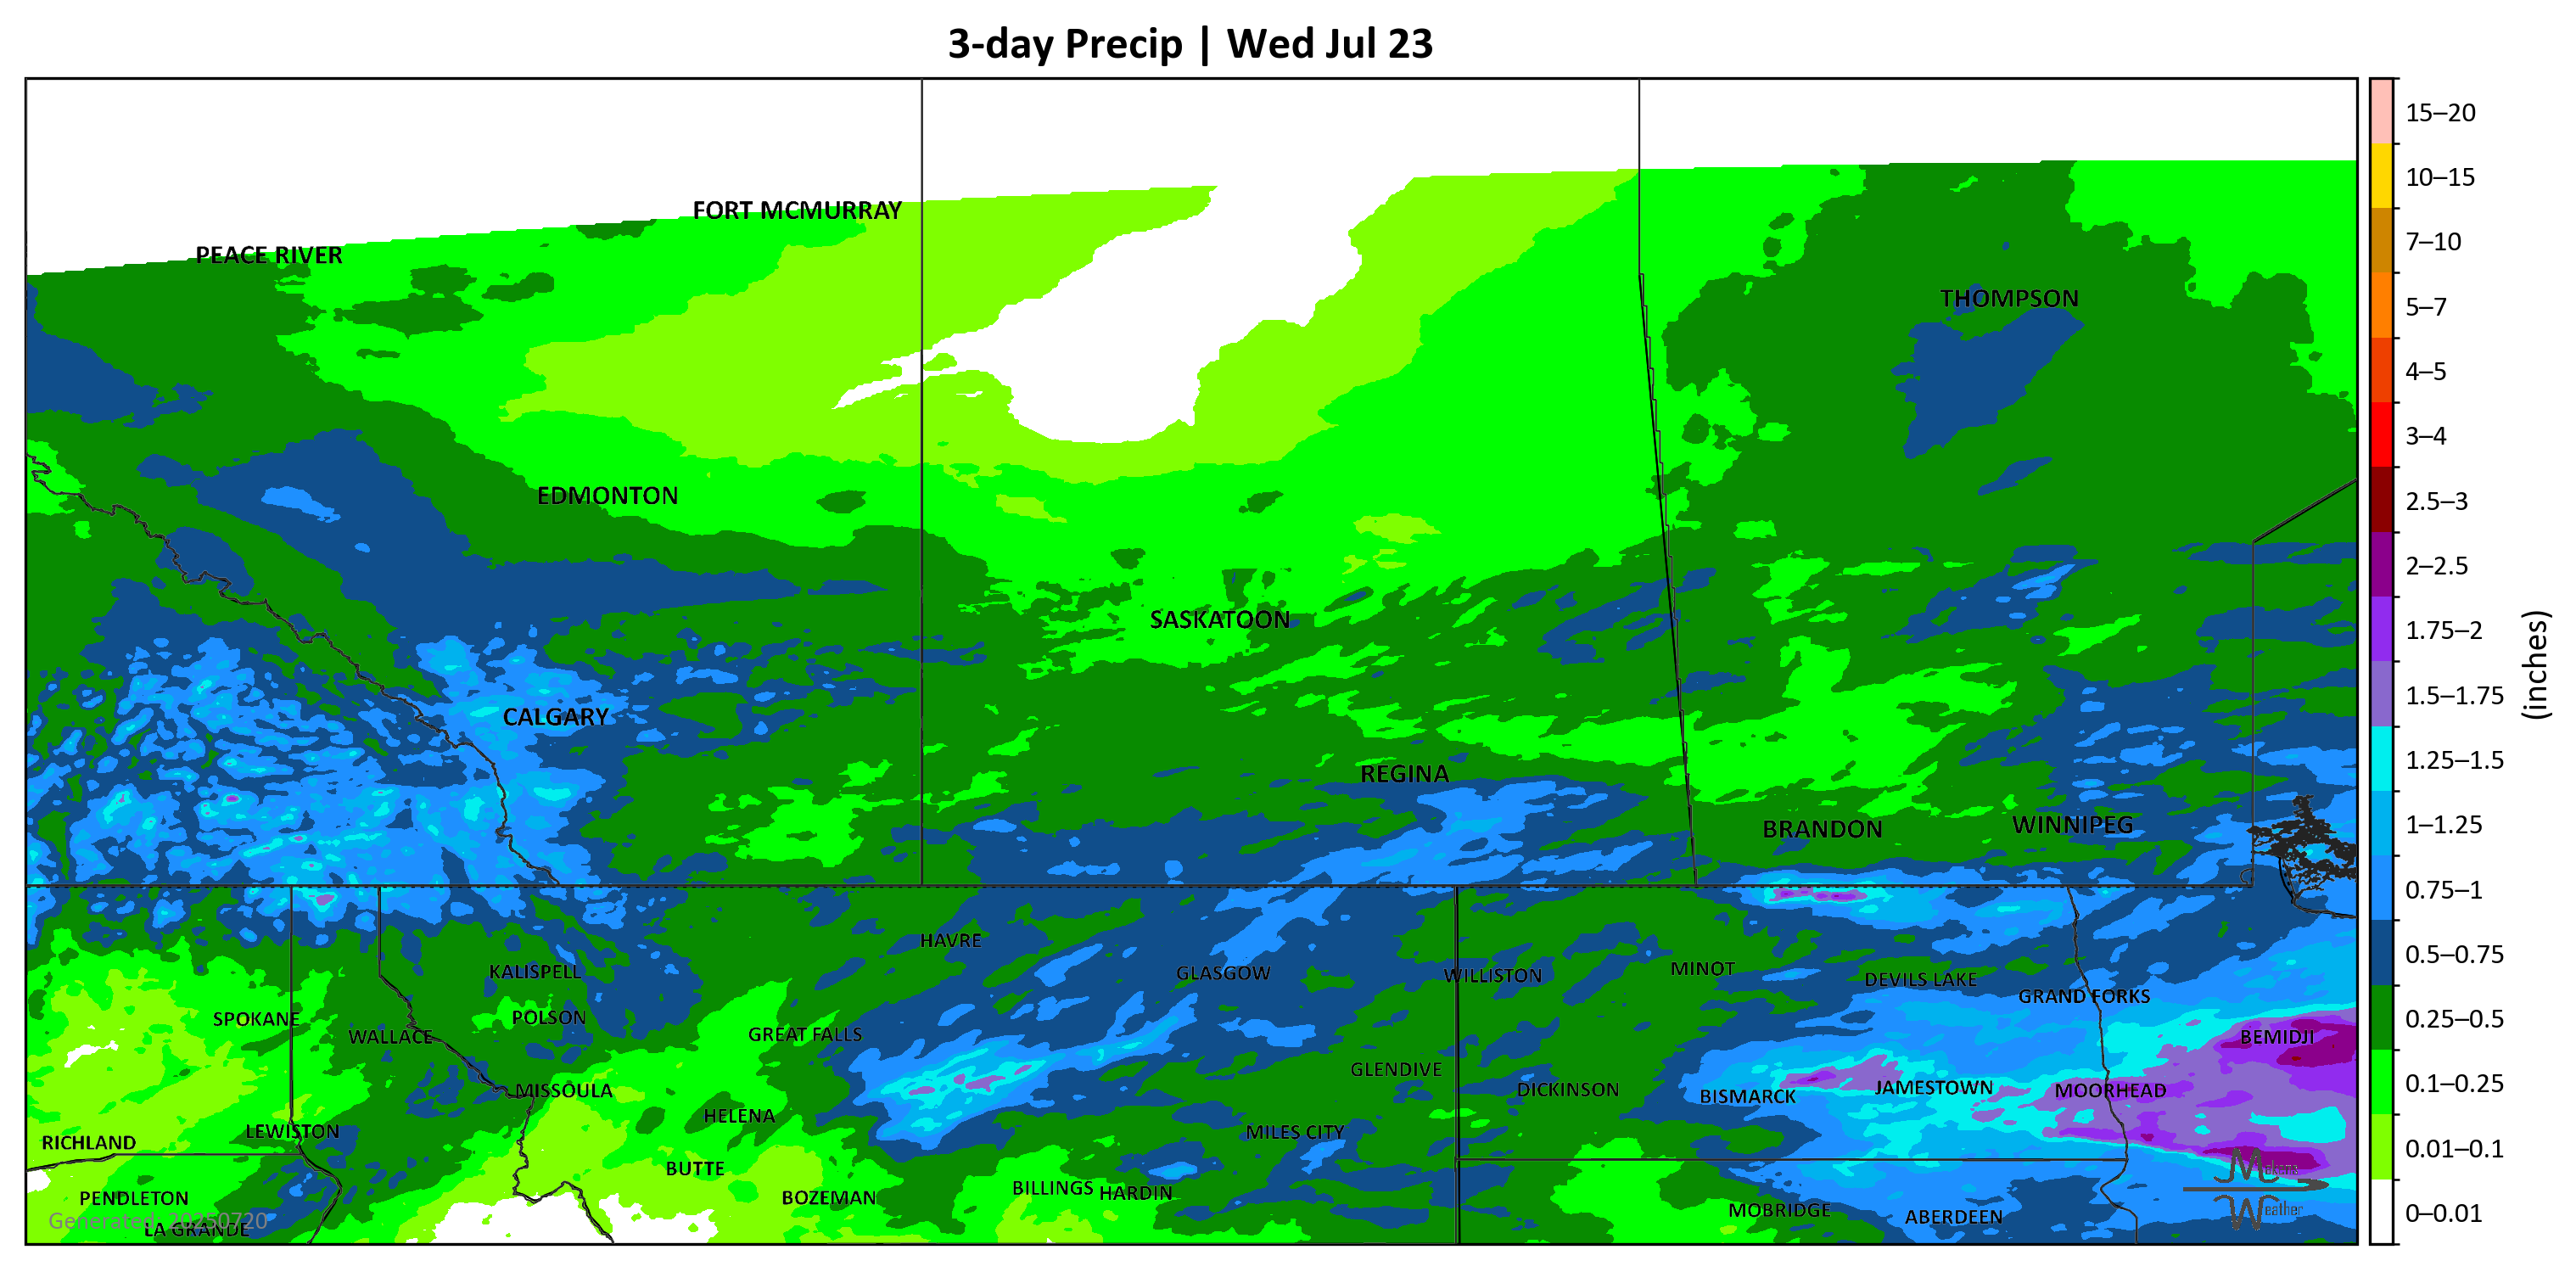 3-day Precip | Wed Jul 23
FORT MCMURRAY
PEACE RIVER
THOMPSON
EDMONTON
SASKATOON
CALGARY
REGINA
BRANDON
WINNIPEG
HAVRE
KALISPELL
GLASGOW
WILLISTON
MINOT
DEVILS LAKE
GRAND FORKS
SPOKANE
POLSON
WALLACE
GREAT FALLS
BEMIDJI
GLENDIVE
MISSOULA
DICKINSON
BISMARCK
JAMESTOWN
MOORHEAD
HELENA
LEWISTON
RICHLAND
MILES CITY
BUTTE
PENDLETON
BOZEMAN
BILLINGS
HARDIN
MOBRIDGE
ABERDEEN
Generated: 20250720
LA GRANDE
Weather
15–20
10–15
7–10
5–7
4–5
3–4
2.5–3
2–2.5
1.75–2
1.5–1.75
1.25–1.5
1–1.25
0.75–1
0.5–0.75
0.25–0.5
0.1–0.25
0.01–0.1
0–0.01
(inches)